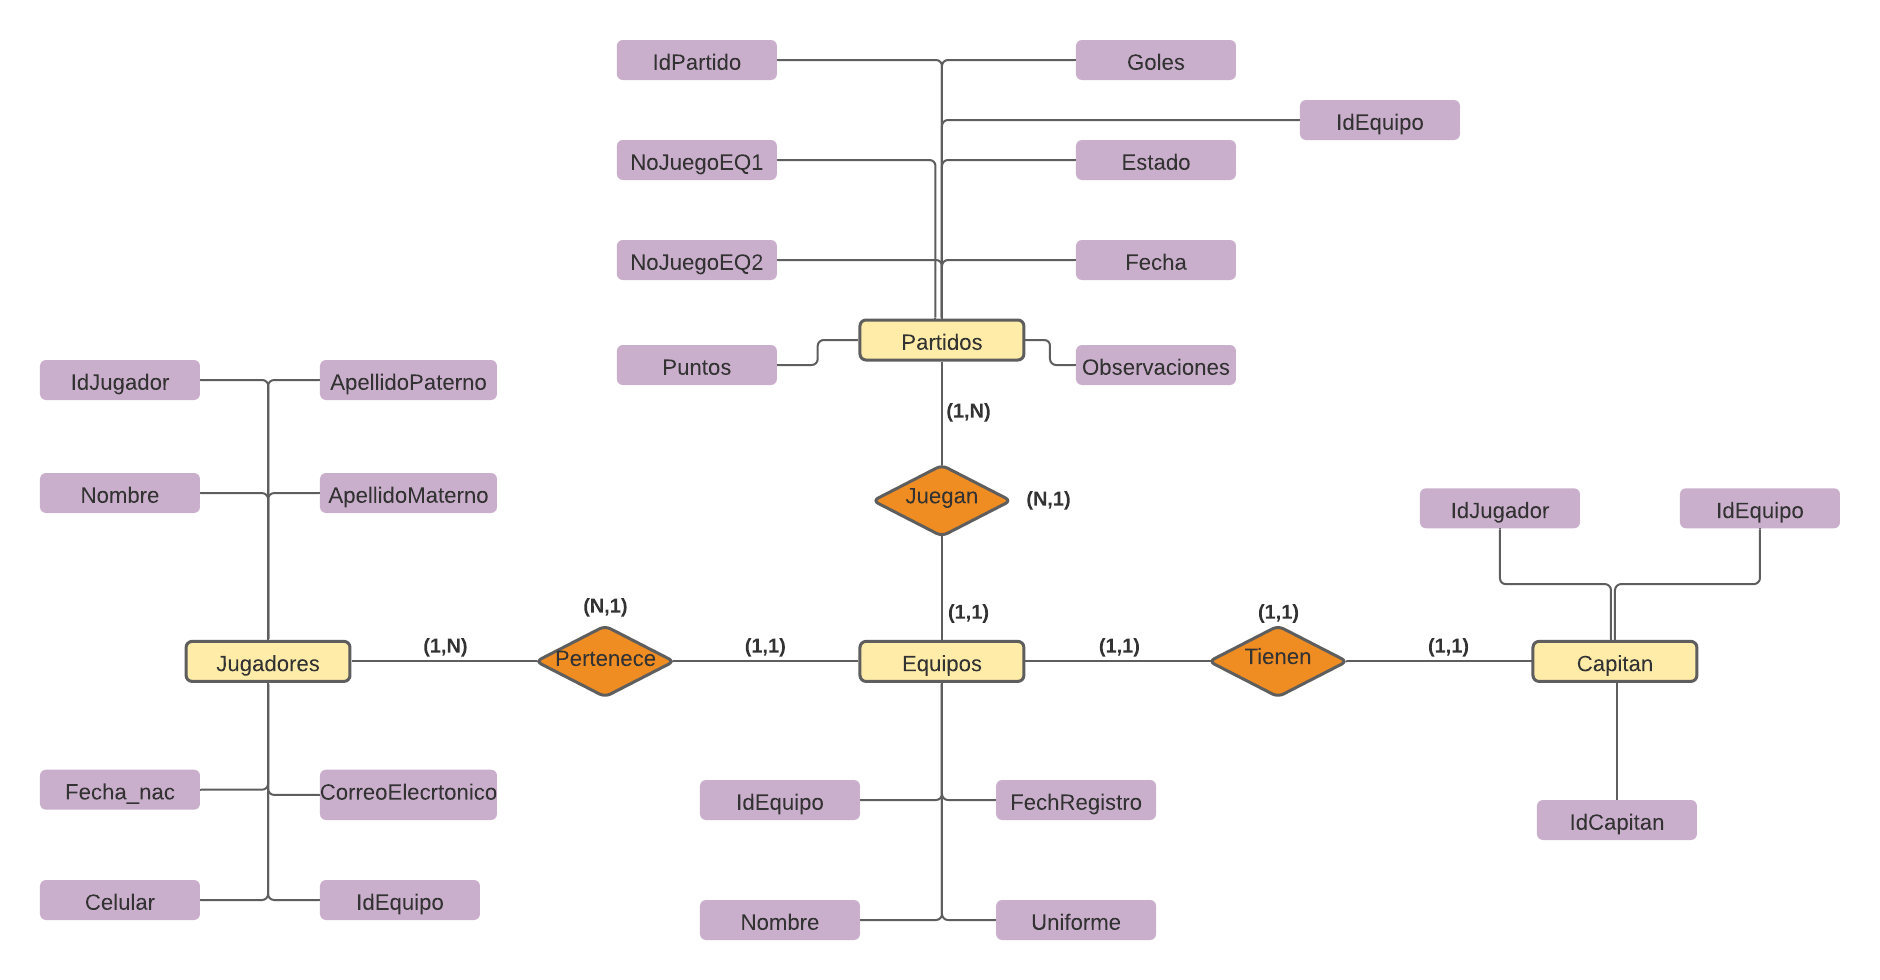 IdPartido
Goles
IdEquipo
NoJuegoEQ1
Estado
NoJuegoEQ2
Fecha
Partidos
Puntos
Observaciones
IdJugador
ApellidoPaterno
(1,N)
Nombre
ApellidoMaterno
Juegan
(N,1)
IdJugador
IdEquipo
(N,1)
(1,1)
(1,1)
Jugadores
(1,N)
Pertenece
(1,1)
Equipos
(1,1)
Tienen
(1,1)
Capitan
Fecha_nac
CorreoElecrtonico
IdEquipo
FechRegistro
IdCapitan
Celular
IdEquipo
Nombre
Uniforme